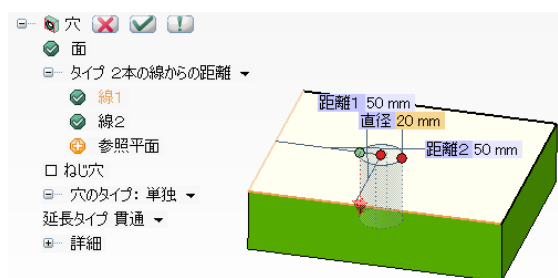 穴
面
タイプ 2本の線からの距離
線1
線2
参照平面
ねじ穴
穴のタイプ: 単独
延長タイプ 貫通
詳細
距離1 50 mm
直径 20 mm
距離2 50 mm